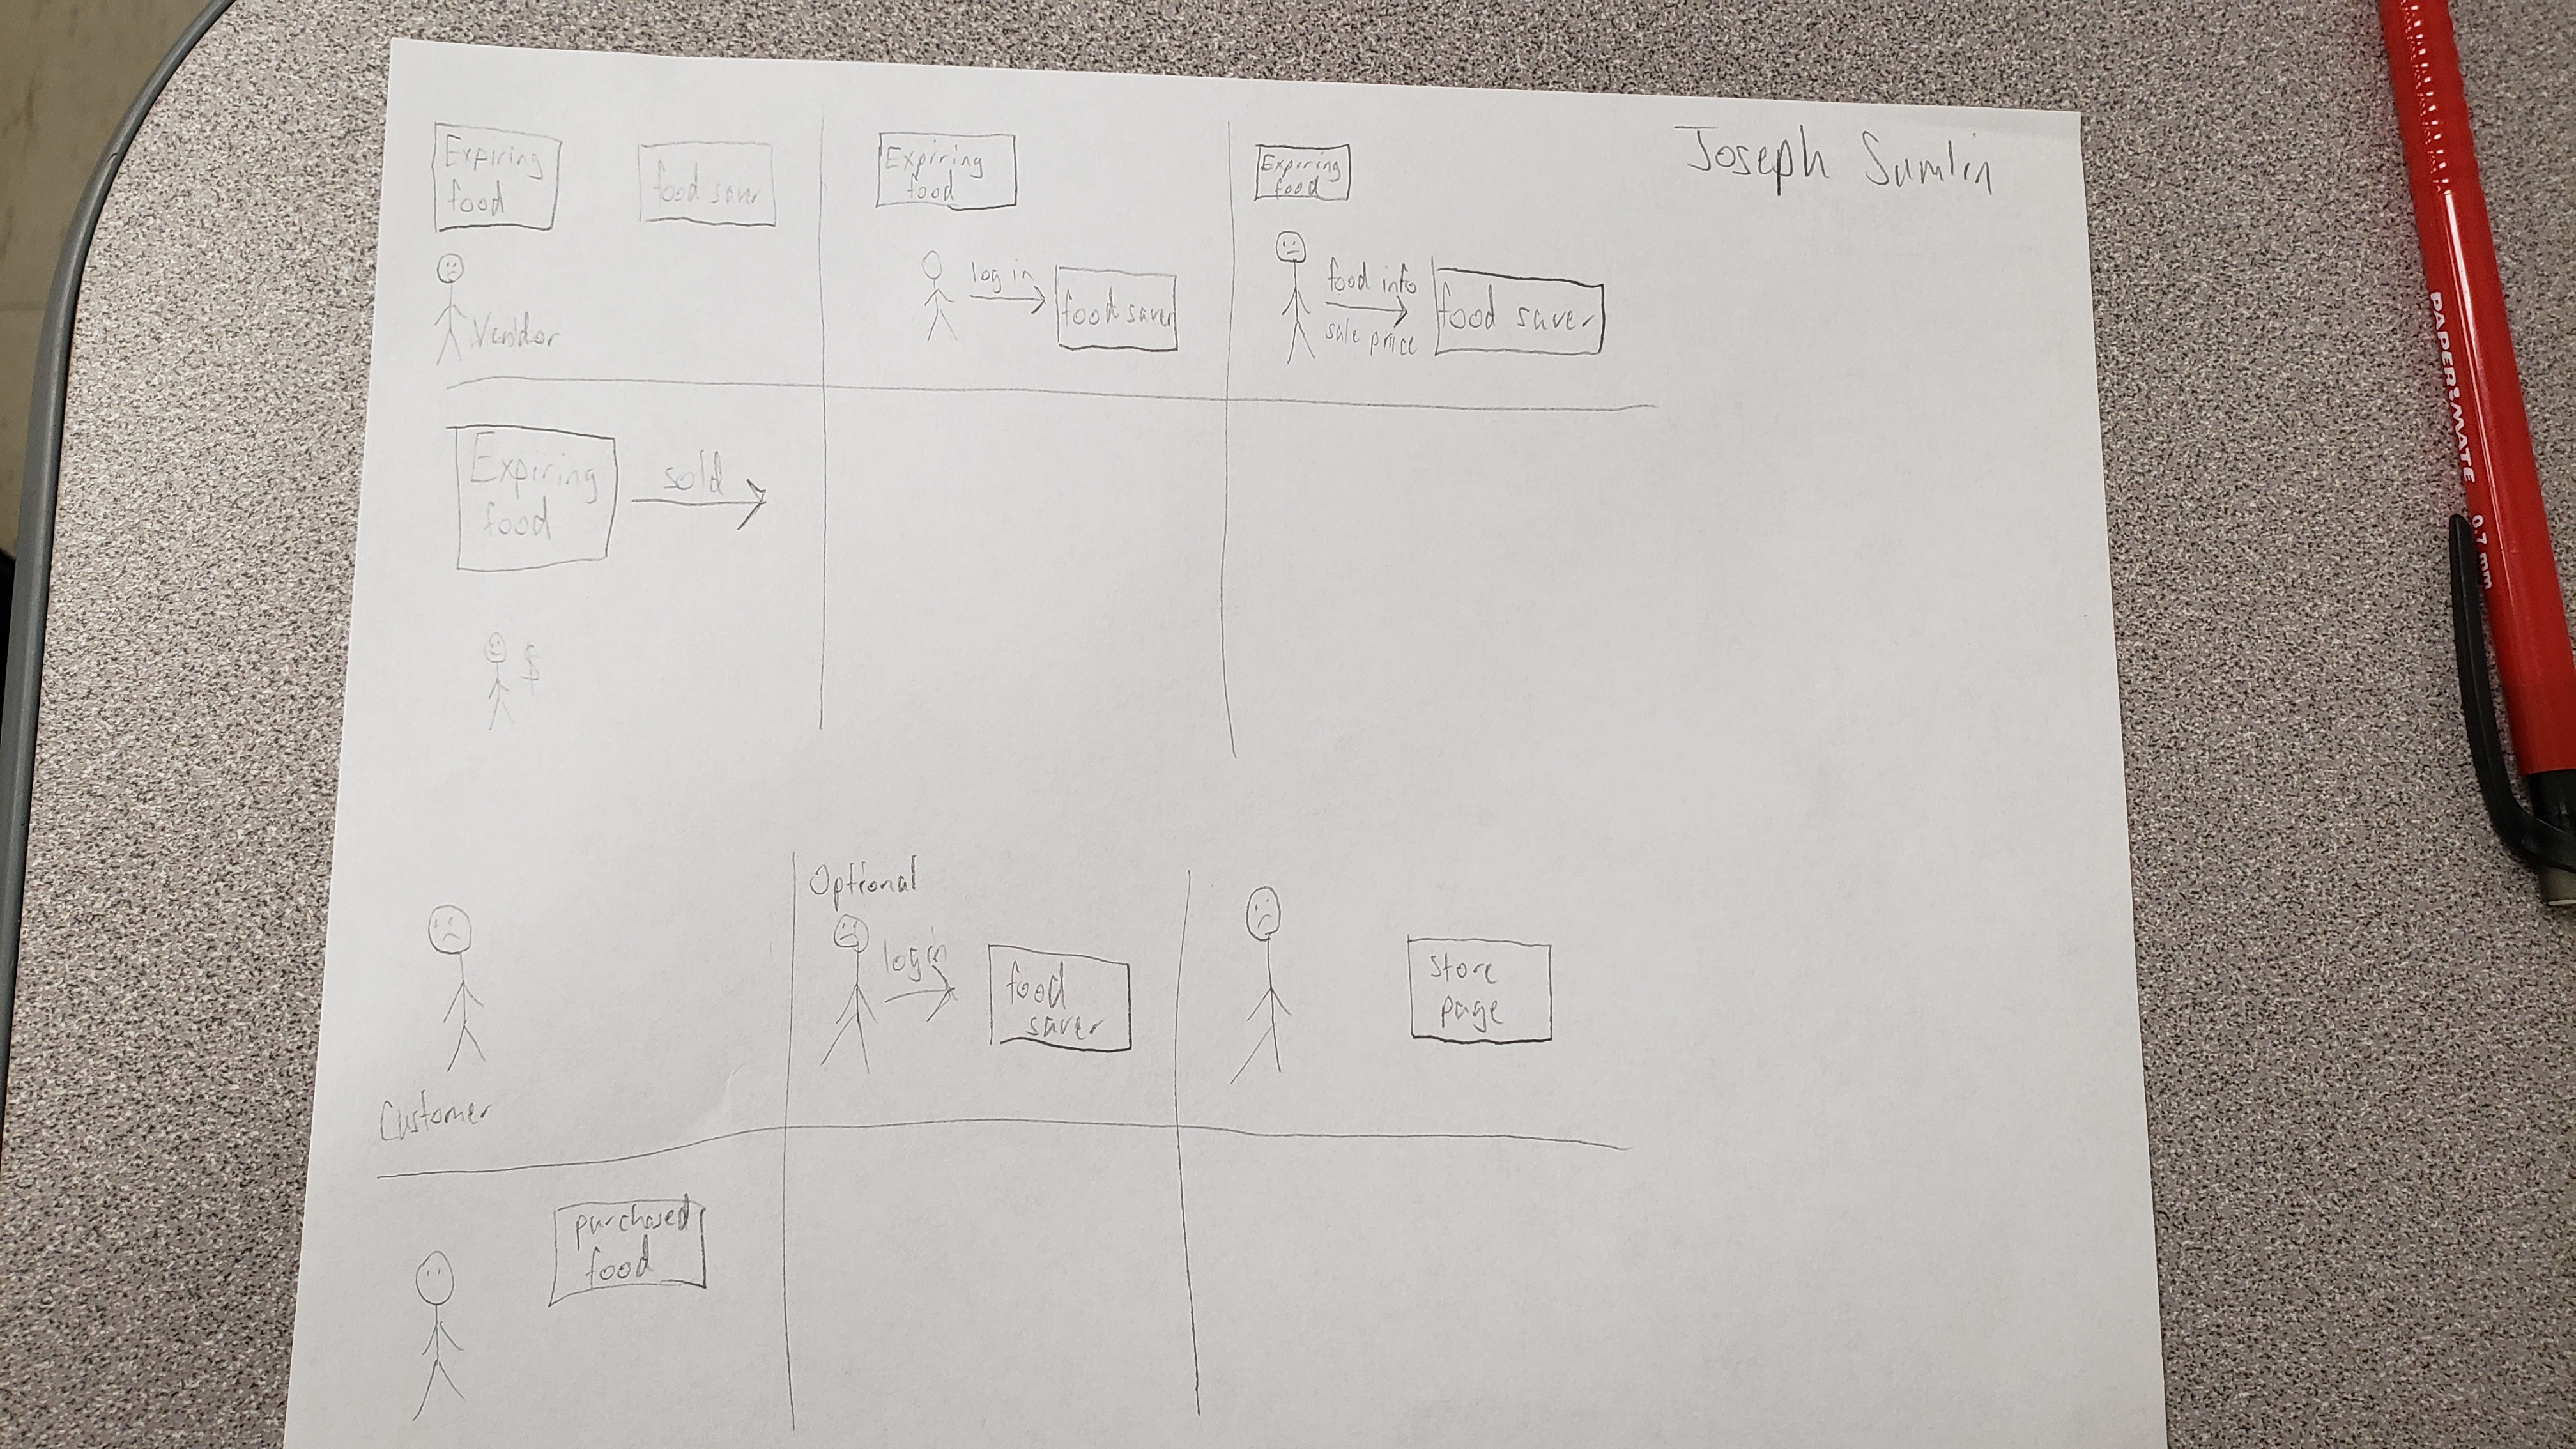 Joseph Sumlin
Expiring
food
food saver
Vendor
Expiring
food
log in
food saver
Expiring
food
food info
sale price
food saver
Expiring
food
sold
$
Customer
Optional
log in
food
saver
Store
page
purchased
food
PAPER MATE
0.7 mm